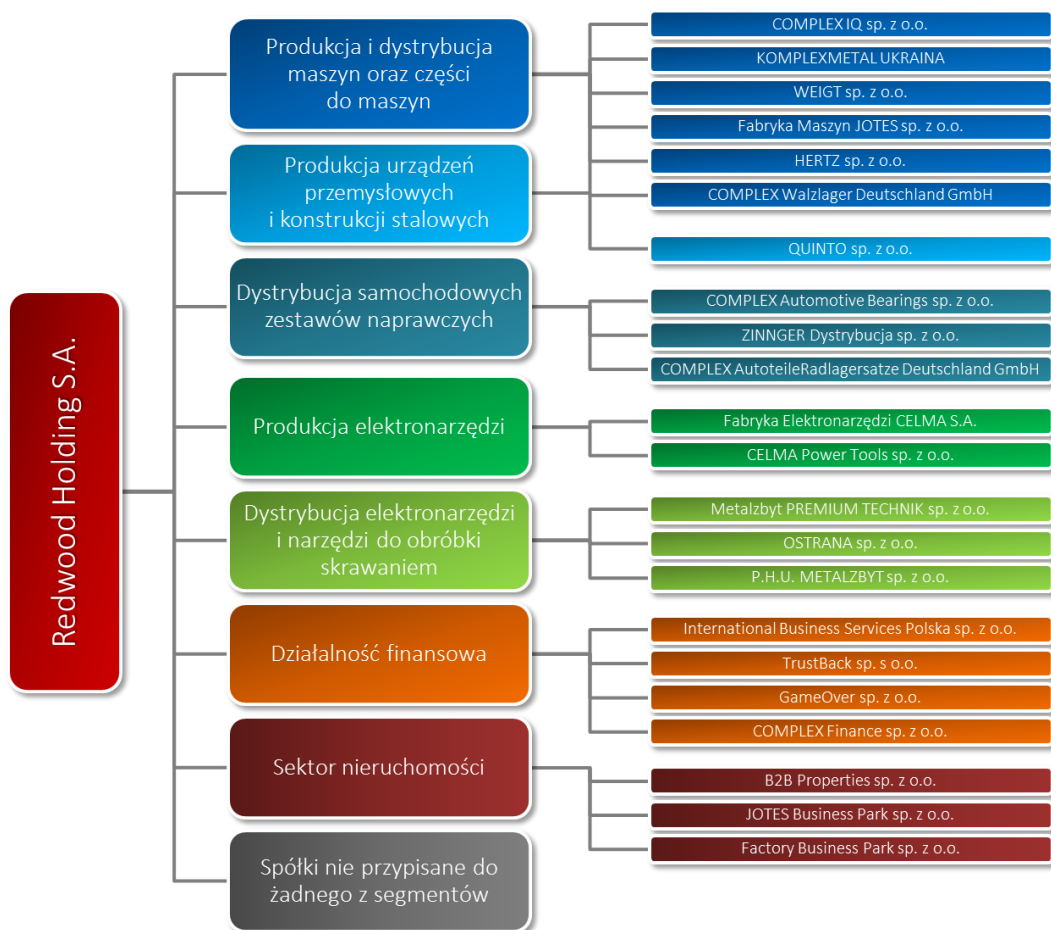 Redwood Holding S.A.
Produkcja i dystrybucja
maszyn oraz części
do maszyn
Produkcja urządzeń
przemysłowych
i konstrukcji stalowych
Dystrybucja samochodowych
zestawów naprawczych
Produkcja elektronarzędzi
Dystrybucja elektronarzędzi
i narzędzi do obróbki
skrawaniem
Działalność finansowa
Sektor nieruchomości
Spółki nie przypisane do
żadnego z segmentów
COMPLEX IQ sp. z o.o.
KOMPLEXMETAL UKRAINA
WEIGT sp. z o.o.
Fabryka Maszyn JOTES sp. z o.o.
HERTZ sp. z o.o.
COMPLEX Walzlager Deutschland GmbH
QUINTO sp. z o.o.
COMPLEX Automotive Bearings sp. z o.o.
ZINNGER Dystrybucja sp. z o.o.
COMPLEX AutoteileRadlagersatze Deutschland GmbH
Fabryka Elektronarzędzi CELMA S.A.
CELMA Power Tools sp. z o.o.
Metalzbyt PREMIUM TECHNIK sp. z o.o.
OSTRANA sp. z o.o.
P.H.U. METALZBYT sp. z o.o.
International Business Services Polska sp. z o.o.
TrustBack sp. s o.o.
GameOver sp. z o.o.
COMPLEX Finance sp. z o.o.
B2B Properties sp. z o.o.
JOTES Business Park sp. z o.o.
Factory Business Park sp. z o.o.